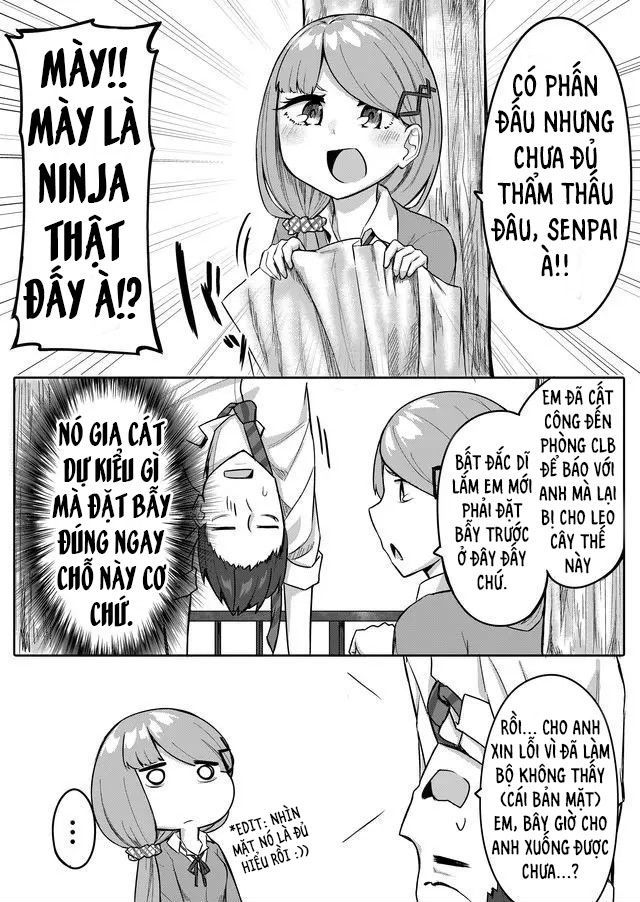 CÓ PHẤN
ĐẤU NHƯNG
CHƯA ĐỦ
THẨM THẤU
ĐÂU, SENPAI
À!!
MÀY!!
MÀY LÀ
NINJA
THẬT
ĐẤY À!?
EM ĐÃ CẤT
CÔNG ĐẾN
PHÒNG CLB
ĐỂ BÁO VỚI
ANH MÀ LẠI
BỊ CHO LEO
CÂY THẾ
NÀY
BẤT ĐẮC DĨ
LẮM EM MỚI
PHẢI ĐẶT
BẪY TRƯỚC
Ở ĐÂY ĐẤY
CHỨ.
NÓ GIA CÁT
DỰ KIỂU GÌ
MÀ ĐẶT BẪY
ĐÚNG NGAY
CHỖ NÀY CƠ
CHỨ.
RỒI... CHO ANH
XIN LỖI VÌ ĐÃ LÀM
BỘ KHÔNG THẤY
(CÁI BẢN MẶT)
EM, BÂY GIỜ CHO
ANH XUỐNG ĐƯỢC
CHƯA...?
*EDIT: NHÌN
MẶT NÓ LÀ ĐỦ
HIỂU RỒI :))
...